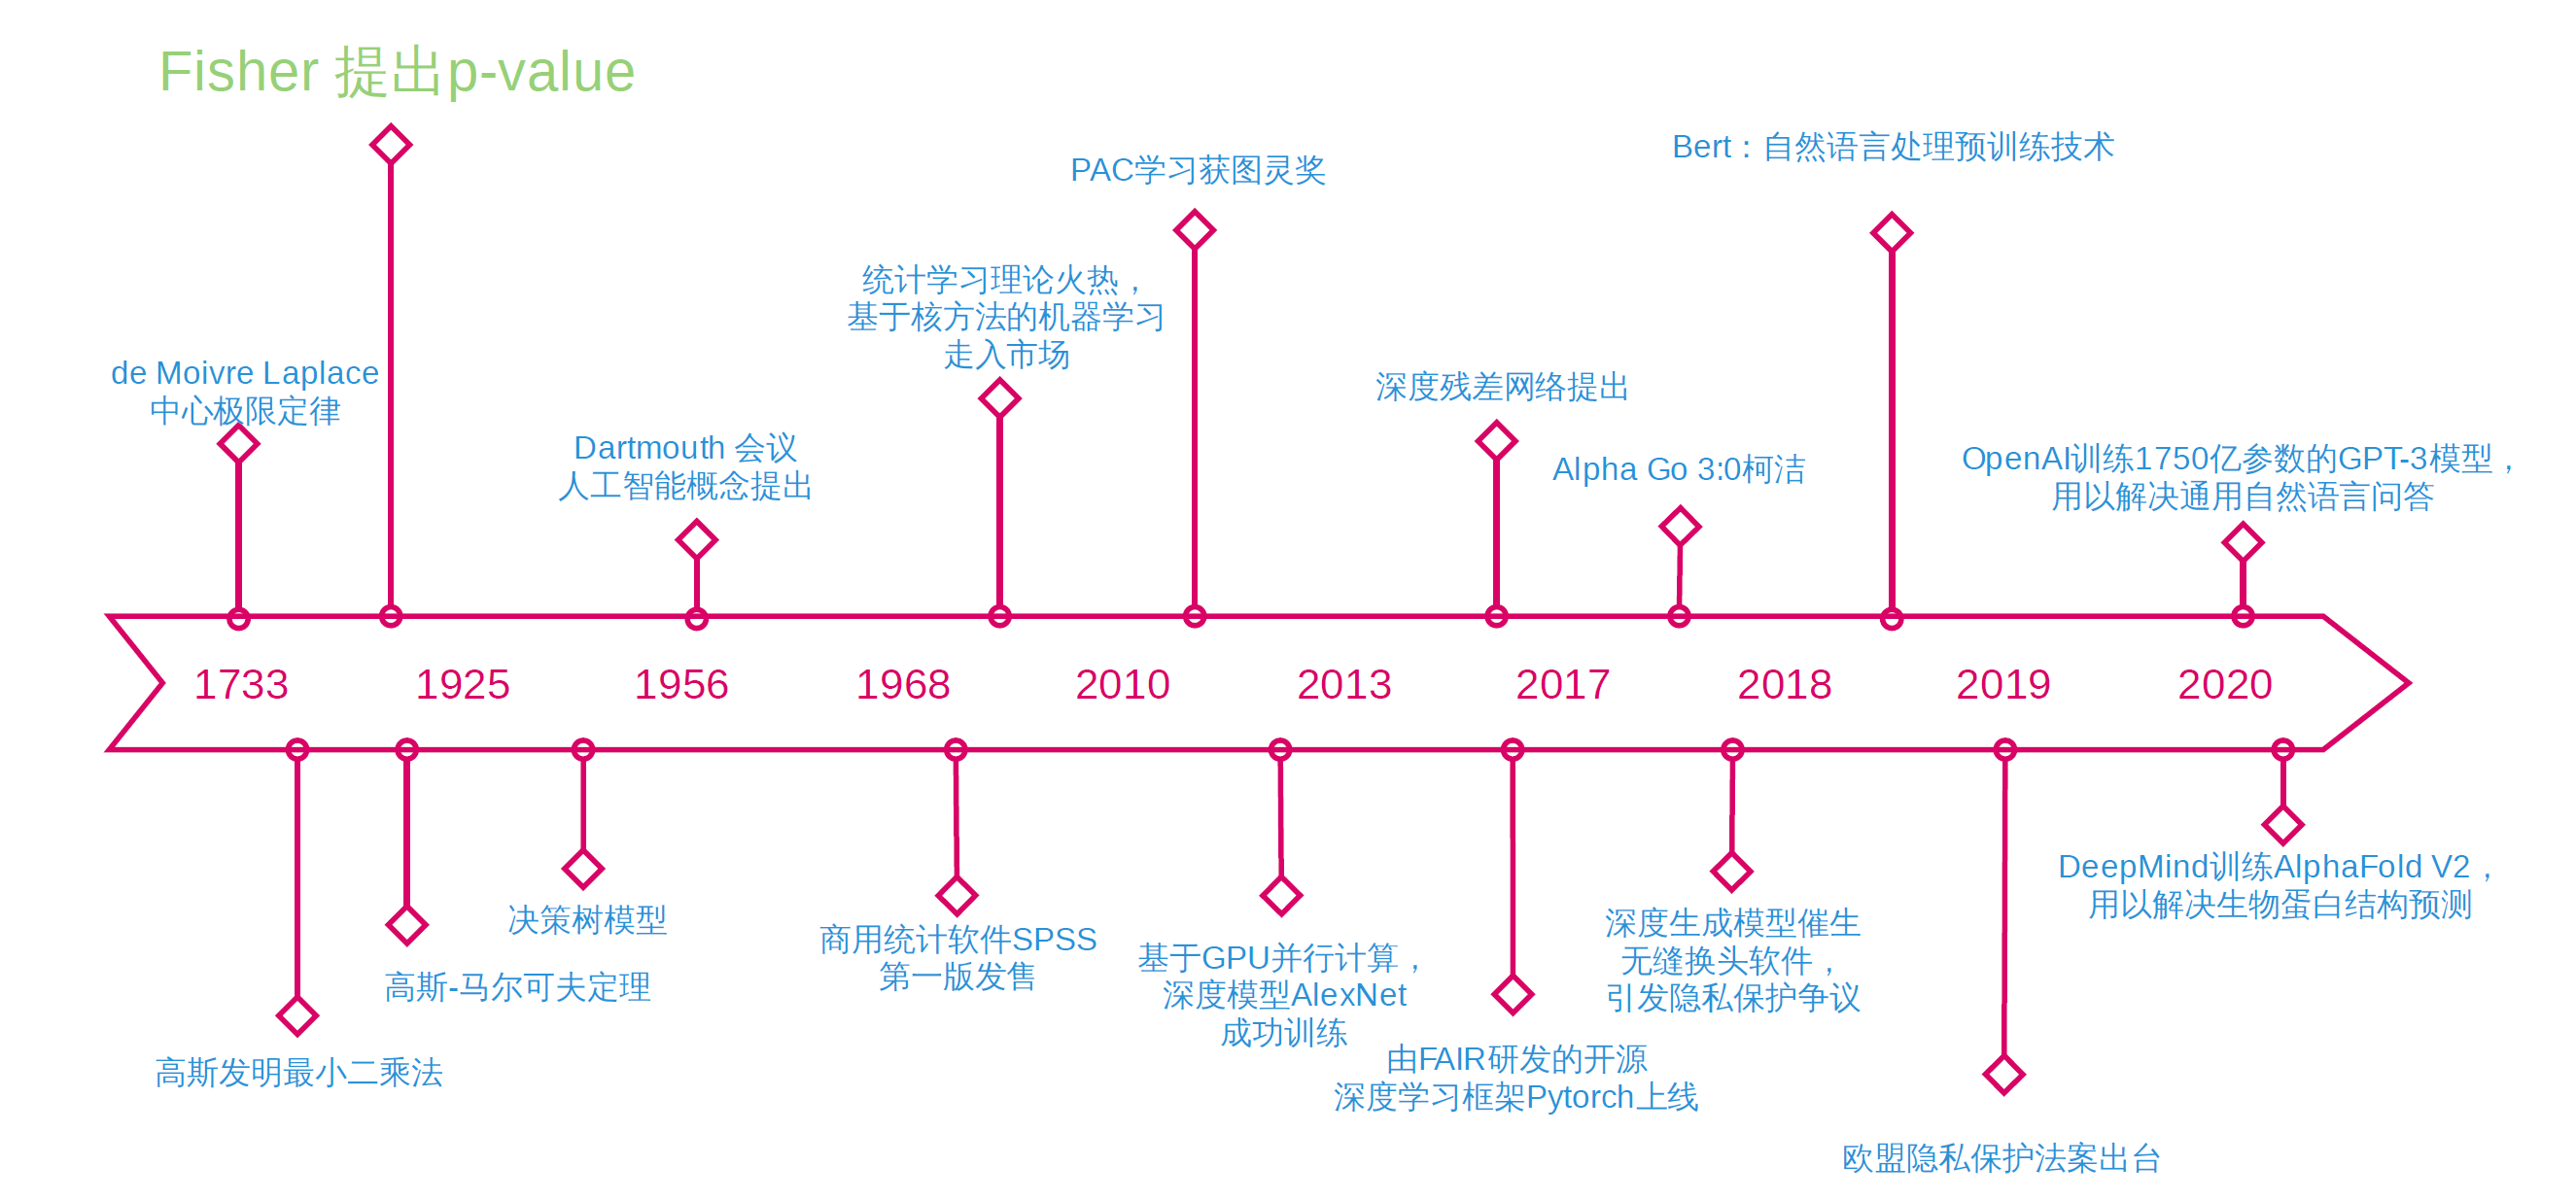 Fisher 提出p-value
PAC学习获图灵奖
Bert：自然语言处理预训练技术
统计学习理论火热，
基于核方法的机器学习
走入市场
de Moivre Laplace
中心极限定律
深度残差网络提出
Dartmouth 会议
人工智能概念提出
Alpha Go 3:0柯洁
OpenAI训练1750亿参数的GPT-3模型，
用以解决通用自然语言问答
1733 1925 1956 1968 2010 2013 2017 2018 2019 2020
高斯发明最小二乘法
高斯-马尔可夫定理
决策树模型
商用统计软件SPSS
第一版发售
基于GPU并行计算，
深度模型AlexNet
成功训练
由FAIR研发的开源
深度学习框架Pytorch上线
深度生成模型催生
无缝换头软件，
引发隐私保护争议
欧盟隐私保护法案出台
DeepMind训练AlphaFold V2，
用以解决生物蛋白结构预测